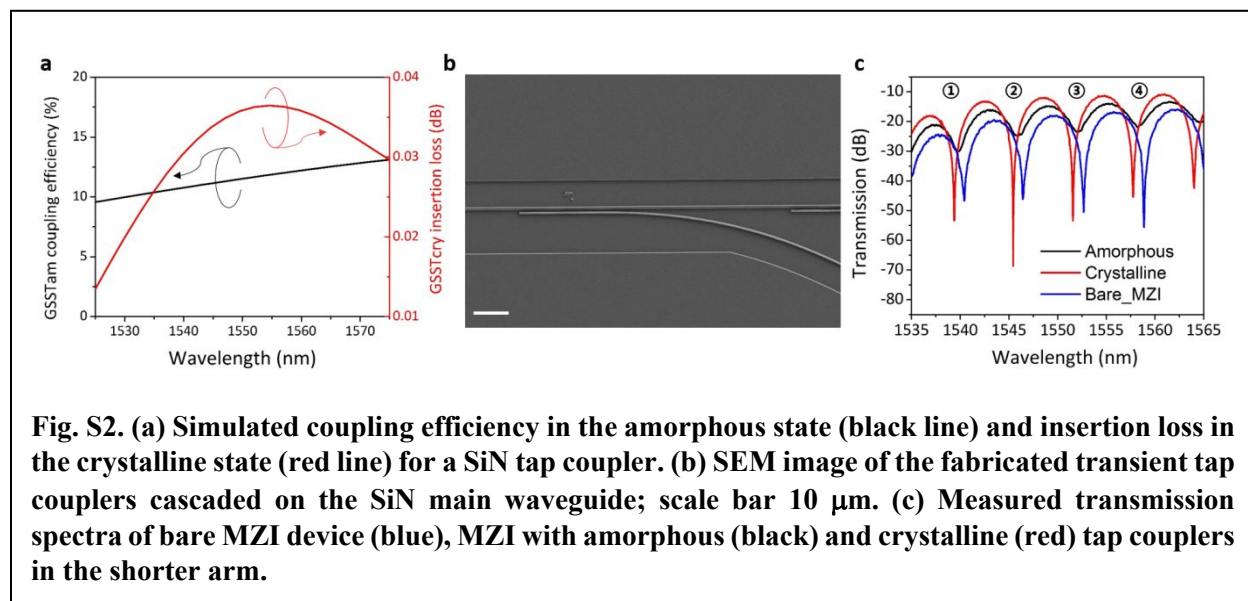 a
20
15
10
5
0
GSSTam coupling efficiency (%)
1530 1540 1550 1560 1570
Wavelength (nm)
0.04
0.03
0.02
0.01
GSSTcry insertion loss (dB)
b
c
-10
-20
-30
-40
-50
-60
-70
-80
Transmission (dB)
① ② ③ ④
Amorphous
Crystalline
Bare_MZI
1535 1540 1545 1550 1555 1560 1565
Wavelength (nm)
Fig. S2. (a) Simulated coupling efficiency in the amorphous state (black line) and insertion loss in
the crystalline state (red line) for a SiN tap coupler. (b) SEM image of the fabricated transient tap
couplers cascaded on the SiN main waveguide; scale bar 10 μm. (c) Measured transmission
spectra of bare MZI device (blue), MZI with amorphous (black) and crystalline (red) tap couplers
in the shorter arm.